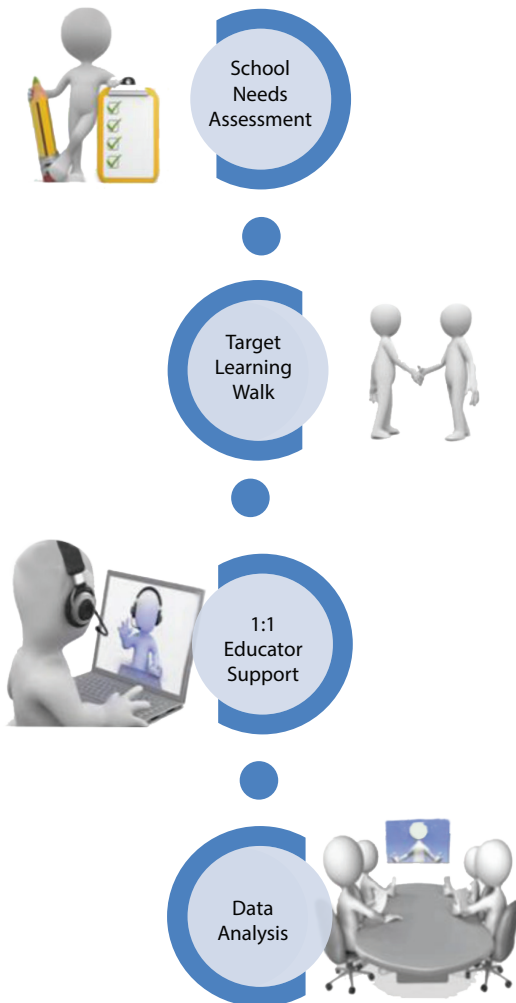 School
Needs
Assessment
Target
Learning
Walk
1:1
Educator
Support
Data
Analysis